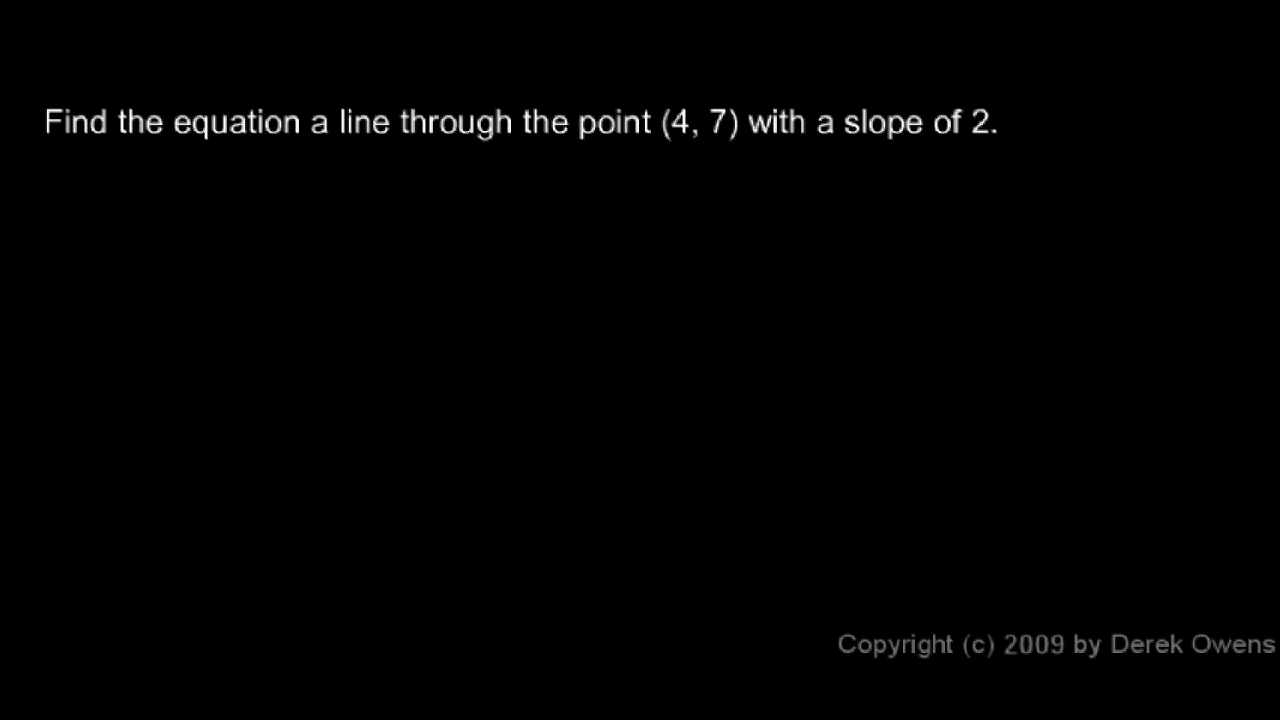 Find the equation a line through the point (4, 7) with a slope of 2.
Copyright (c) 2009 by Derek Owens